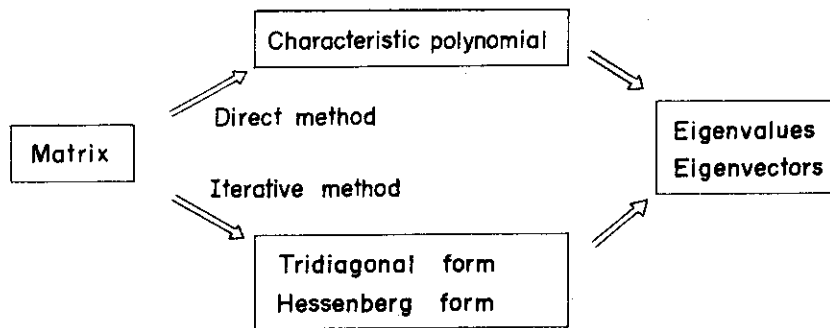 Characteristic polynomial
Direct method
Matrix
Eigenvalues
Eigenvectors
Iterative method
Tridiagonal form
Hessenberg form